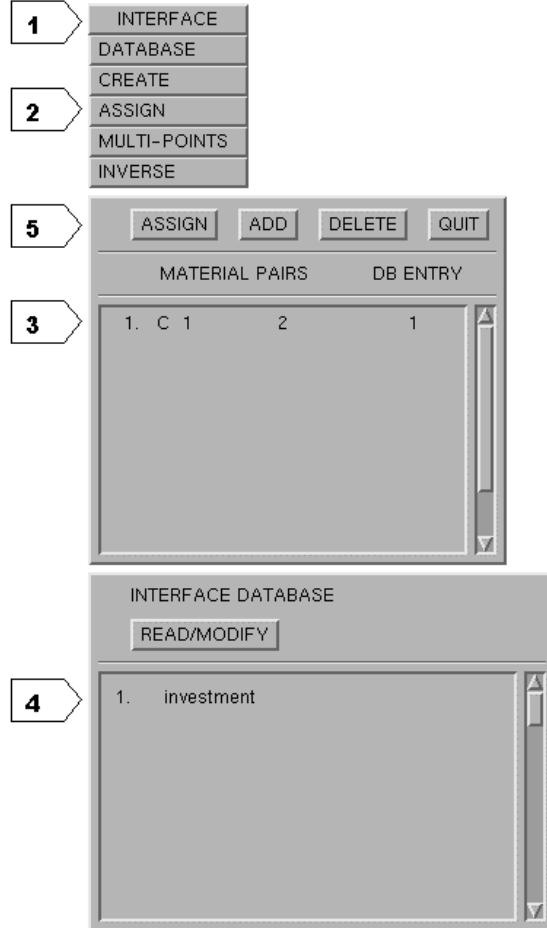 1 INTERFACE
DATABASE
CREATE
2 ASSIGN
MULTI-POINTS
INVERSE
5 ASSIGN ADD DELETE QUIT
MATERIAL PAIRS DB ENTRY
3 1. C 1 2 1
INTERFACE DATABASE
READ/MODIFY
4 1. investment